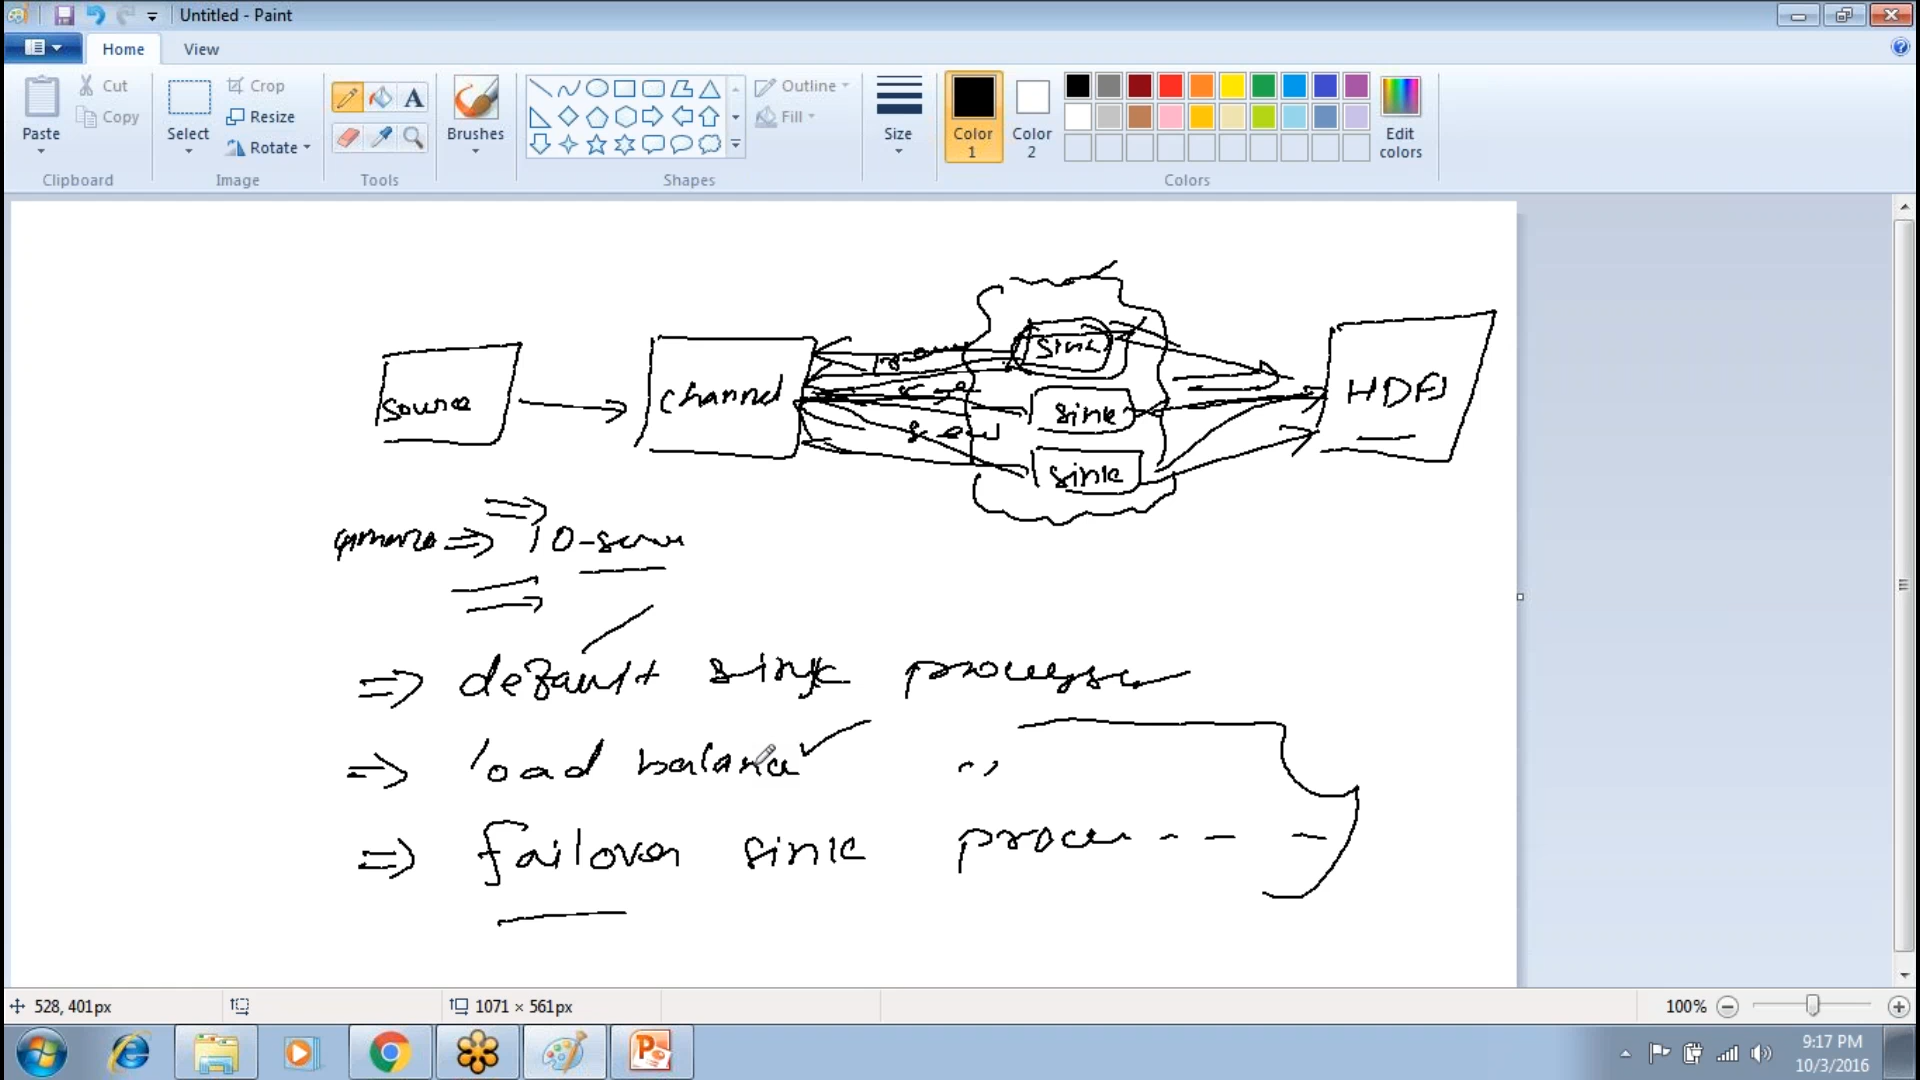 Untitled - Paint
Home View
Paste
Cut
Copy
Clipboard
Select
Crop
Resize
Rotate
Image
Tools
Brushes
Shapes
Outline
Fill
Size
Color 1
Color 2
Edit colors
Colors
source
channel
sink
sink
sink
HDFS
10-
=> default sink
=> load balance ✓ ,,
=> failover sink
528, 401px
1071 × 561px
100%
9:17 PM
10/3/2016